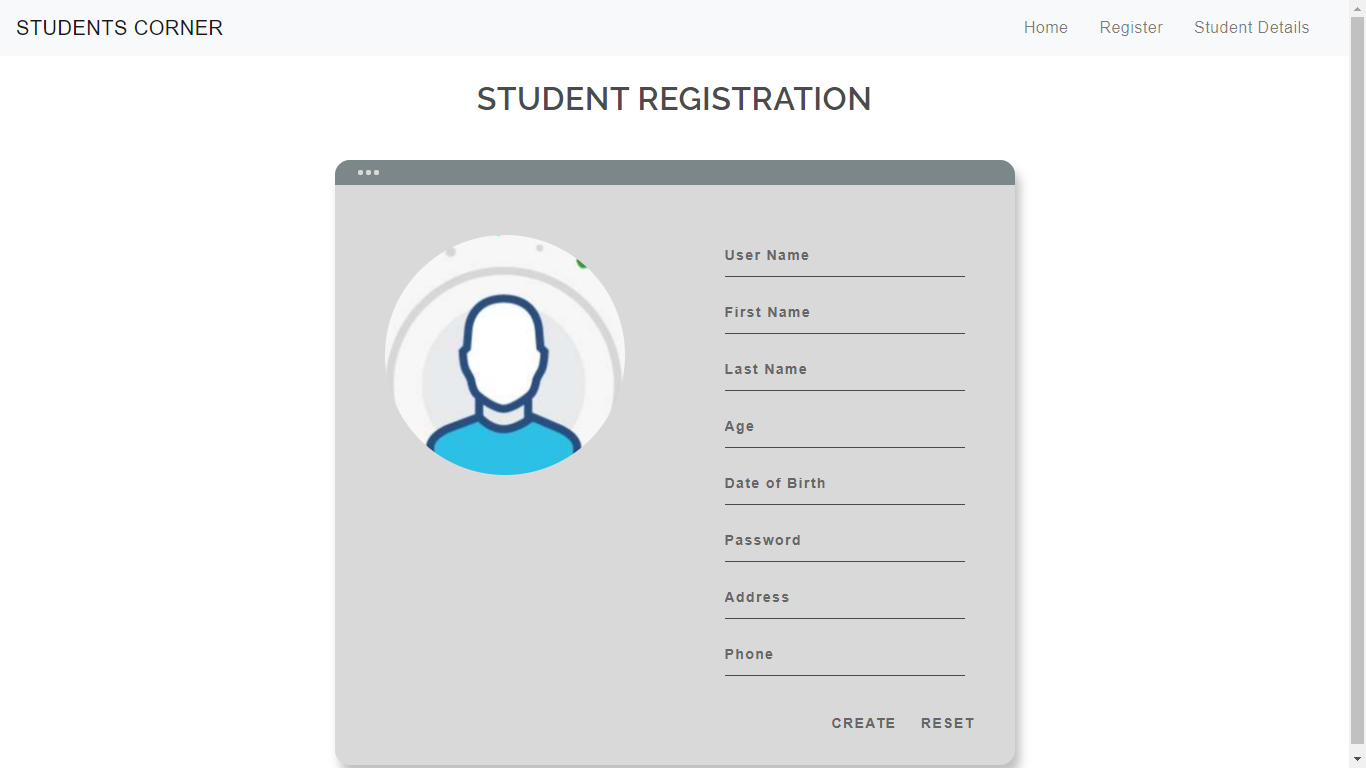 STUDENTS CORNER Home Register Student Details
STUDENT REGISTRATION
User Name
First Name
Last Name
Age
Date of Birth
Password
Address
Phone
CREATE RESET